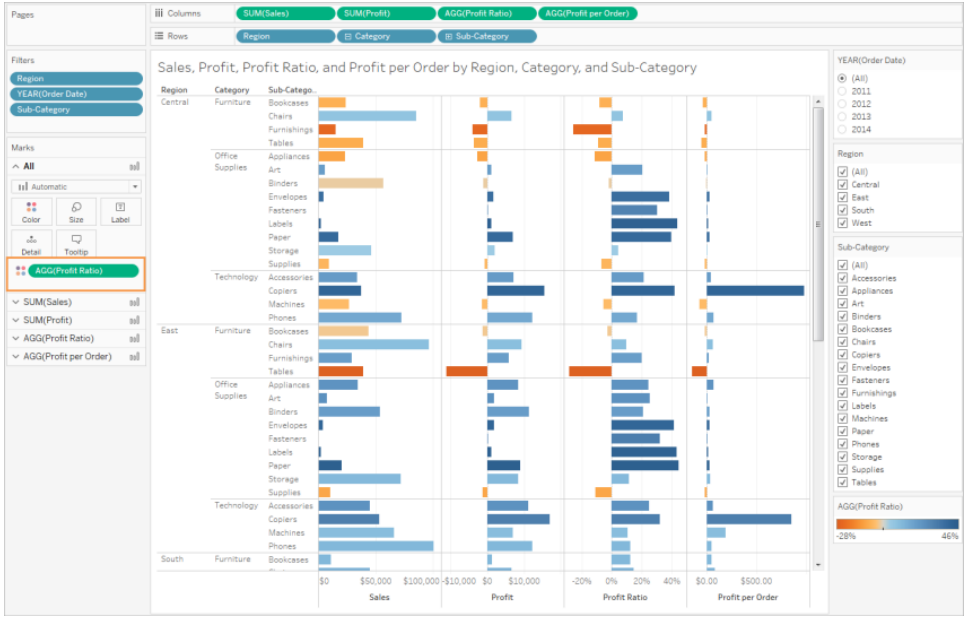 Pages
Columns SUM(Sales) SUM(Profit) AGG(Profit Ratio) AGG(Profit per Order)
Rows Region Category Sub-Category
Filters
Region
YEAR(Order Date)
Sub-Category
Marks
All
Automatic
Color Size Label
Detail Tooltip
AGG(Profit Ratio)
SUM(Sales)
SUM(Profit)
AGG(Profit Ratio)
AGG(Profit per Order)
Sales, Profit, Profit Ratio, and Profit per Order by Region, Category, and Sub-Category
Region Category Sub-Catego..
Central Furniture Bookcases
Chairs
Furnishings
Tables
Office Supplies Appliances
Art
Binders
Envelopes
Fasteners
Labels
Paper
Storage
Supplies
Technology Accessories
Copiers
Machines
Phones
East Furniture Bookcases
Chairs
Furnishings
Tables
Office Supplies Appliances
Art
Binders
Envelopes
Fasteners
Labels
Paper
Storage
Supplies
Technology Accessories
Copiers
Machines
Phones
South Furniture Bookcases
$0 $50,000 $100,000 -$10,000 $0 $10,000 -20% 0% 20% 40% $0.00 $500.00
Sales Profit Profit Ratio Profit per Order
YEAR(Order Date)
(All)
2011
2012
2013
2014
Region
(All)
Central
East
South
West
Sub-Category
(All)
Accessories
Appliances
Art
Binders
Bookcases
Chairs
Copiers
Envelopes
Fasteners
Furnishings
Labels
Machines
Paper
Phones
Storage
Supplies
Tables
AGG(Profit Ratio)
-28% 46%